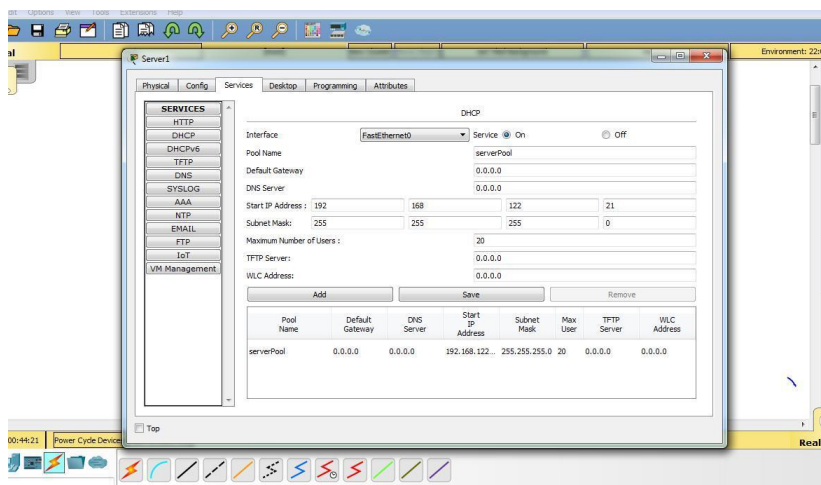 Options View Tools Extensions Help
Environment: 22:
Server1
Physical Config Services Desktop Programming Attributes
SERVICES
HTTP
DHCP
DHCPv6
TFTP
DNS
SYSLOG
AAA
NTP
EMAIL
FTP
IoT
VM Management
DHCP
Interface FastEthernet0 Service On Off
Pool Name serverPool
Default Gateway 0.0.0.0
DNS Server 0.0.0.0
Start IP Address : 192 168 122 21
Subnet Mask: 255 255 255 0
Maximum Number of Users : 20
TFTP Server: 0.0.0.0
WLC Address: 0.0.0.0
Add Save Remove
Pool Name Default Gateway DNS Server Start IP Address Subnet Mask Max User TFTP Server WLC Address
serverPool 0.0.0.0 0.0.0.0 192.168.122... 255.255.255.0 20 0.0.0.0 0.0.0.0
Top
00:44:21 Power Cycle Device
Real